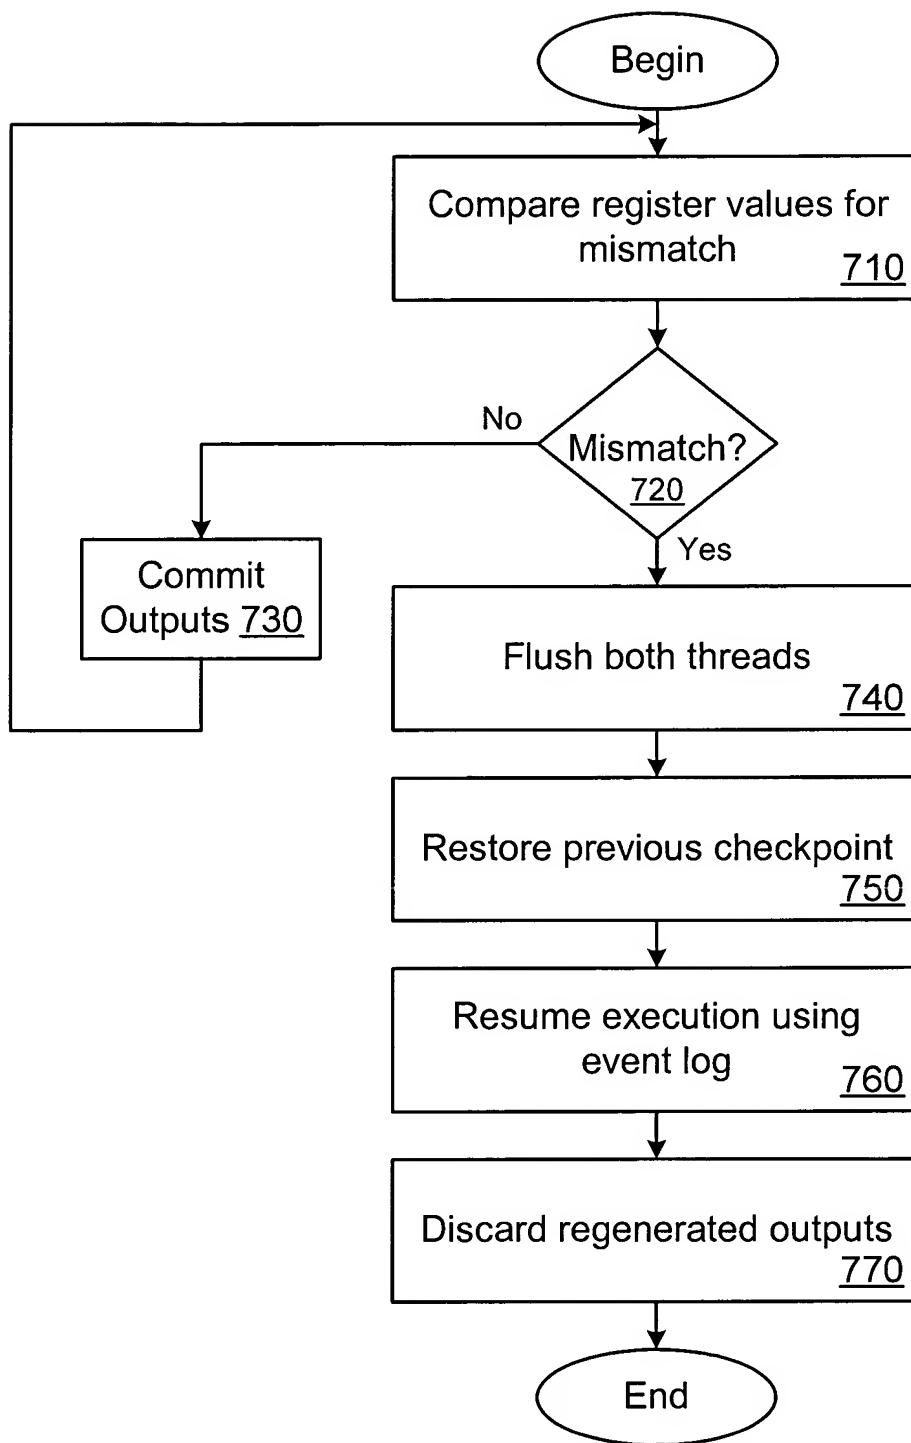 Begin
Compare register values for
mismatch
710
Mismatch?
720
No
Yes
Commit
Outputs 730
Flush both threads
740
Restore previous checkpoint
750
Resume execution using
event log
760
Discard regenerated outputs
770
End